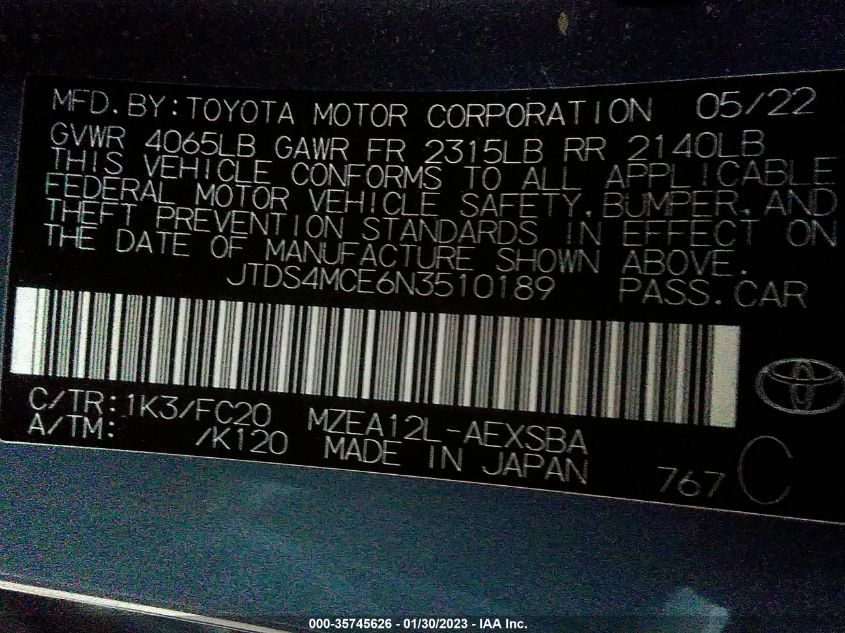 MFD. BY: TOYOTA MOTOR CORPORATION 05/22
GVWR 4065LB GAWR FR 2315LB RR 2140LB
THIS VEHICLE CONFORMS TO ALL APPLICABLE
FEDERAL MOTOR VEHICLE SAFETY, BUMPER, AND
THEFT PREVENTION STANDARDS IN EFFECT ON
THE DATE OF MANUFACTURE SHOWN ABOVE.
JTDS4MCE6N3510189 PASS. CAR
C/TR: 1K3/FC20 MZEA12L-AEXSBA
A/TM: /K120 MADE IN JAPAN
767 C
000-35745626 - 01/30/2023 - IAA Inc.